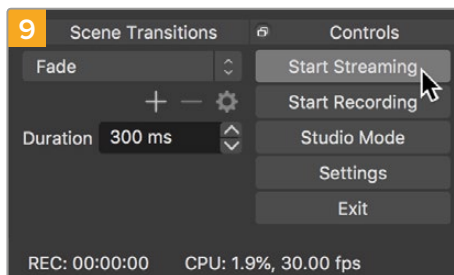 9
Scene Transitions
Controls
Fade
Start Streaming
Start Recording
Duration 300 ms
Studio Mode
Settings
Exit
REC: 00:00:00 CPU: 1.9%, 30.00 fps